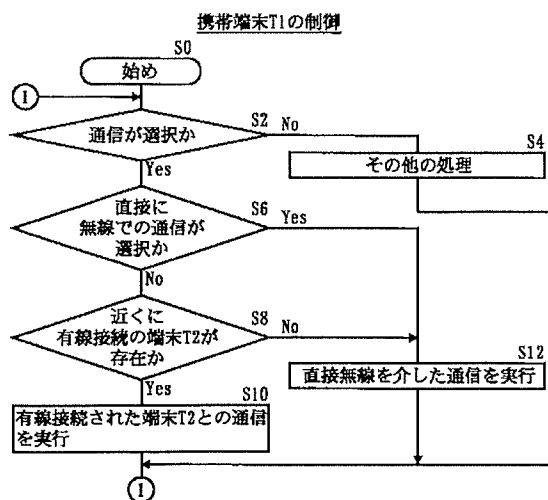 携帯端末T1の制御
S0
始め
1
S2
通信が選択か
No
Yes
S4
その他の処理
S6
直接に
無線での通信が
選択か
Yes
No
S8
近くに
有線接続の端末T2が
存在か
No
Yes
S12
直接無線を介した通信を実行
S10
有線接続された端末T2との通信
を実行
1